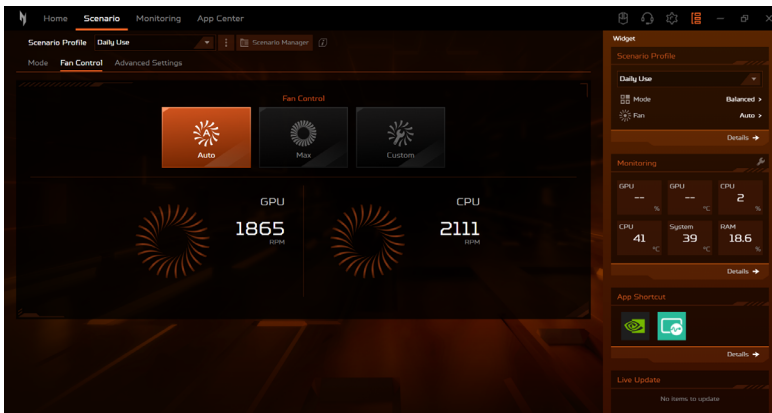 Home Scenario Monitoring App Center
Scenario Profile Daily Use Scenario Manager
Mode Fan Control Advanced Settings
Fan Control
Auto Max Custom
GPU CPU
1865 2111
RPM RPM
Widget
Scenario Profile
Daily Use
Mode Balanced >
Fan Auto >
Details →
Monitoring
GPU GPU CPU
-- -- 2
% °C %
CPU System RAM
41 39 18.6
°C °C %
Details →
App Shortcut
Details →
Live Update
No items to update